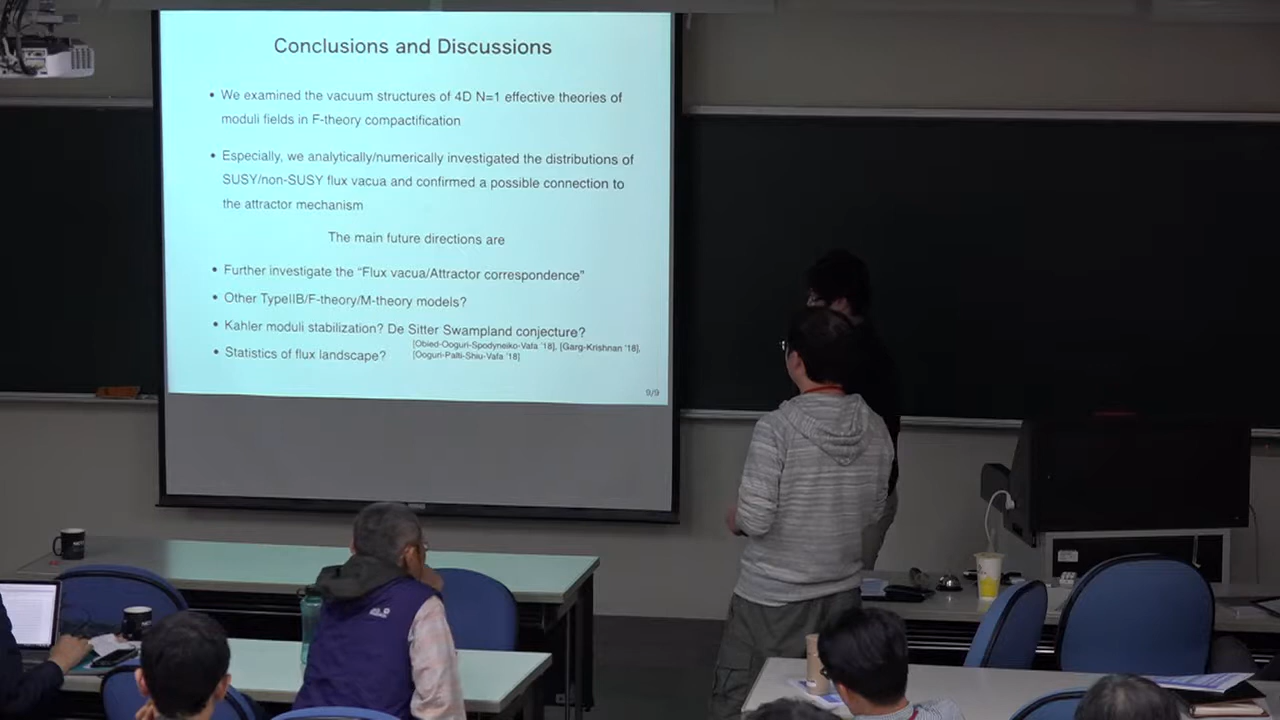 Conclusions and Discussions
• We examined the vacuum structures of 4D N=1 effective theories of
moduli fields in F-theory compactification
• Especially, we analytically/numerically investigated the distributions of
SUSY/non-SUSY flux vacua and confirmed a possible connection to
the attractor mechanism
The main future directions are
• Further investigate the “Flux vacua/Attractor correspondence”
• Other TypeIIB/F-theory/M-theory models?
• Kahler moduli stabilization? De Sitter Swampland conjecture?
[Obied-Ooguri-Spodyneiko-Vafa '18], [Garg-Krishnan '18],
• Statistics of flux landscape?
[Ooguri-Palti-Shiu-Vafa '18]
9/9